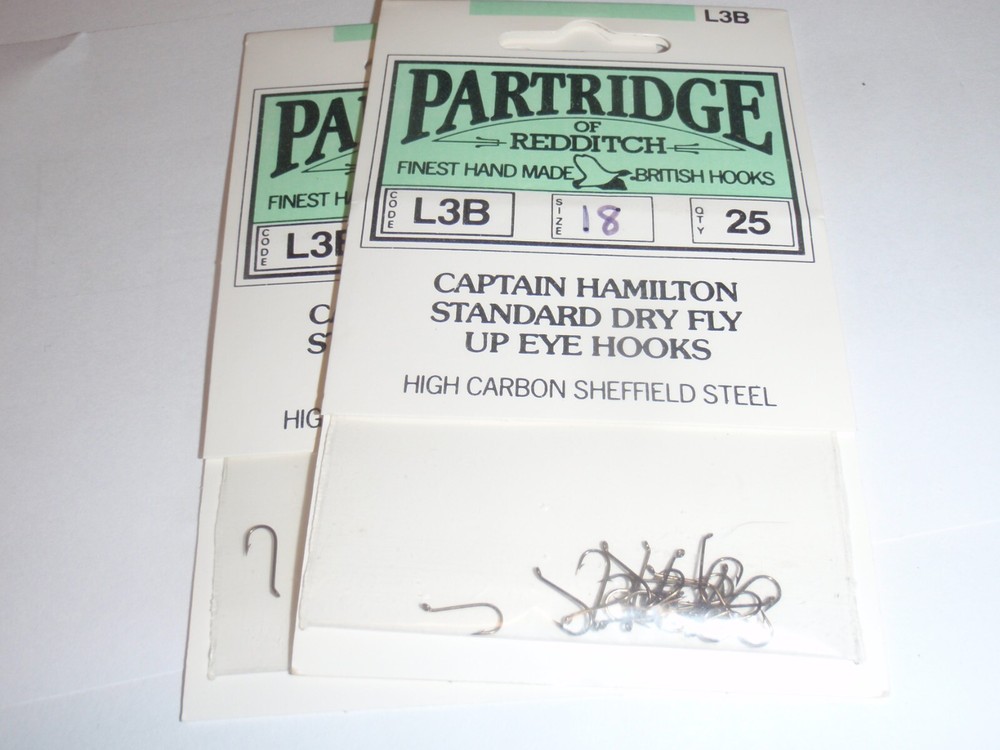 L3B
PARTRIDGE
OF
REDDITCH
FINEST HAND MADE BRITISH HOOKS
CODE L3B SIZE 18 QTY 25
CAPTAIN HAMILTON
STANDARD DRY FLY
UP EYE HOOKS
HIGH CARBON SHEFFIELD STEEL
PA
FINEST H
CODE L3B
C
S
HIG